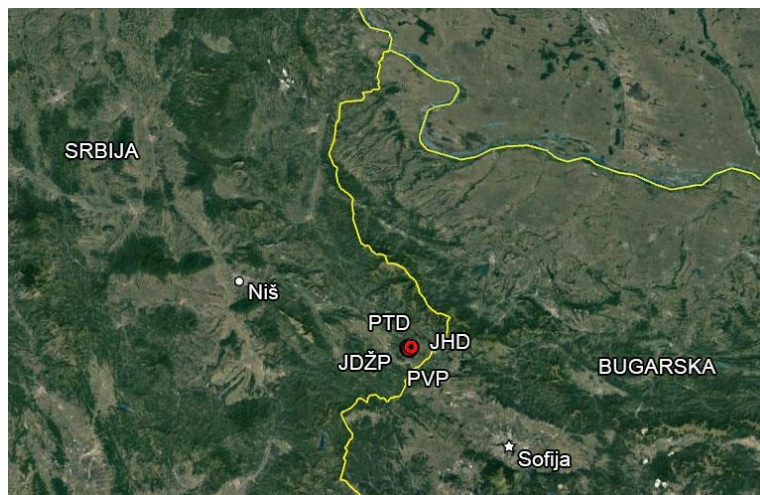 SRBIJA
Niš
PTD
JHD
JDŽP
PVP
BUGARSKA
Sofija